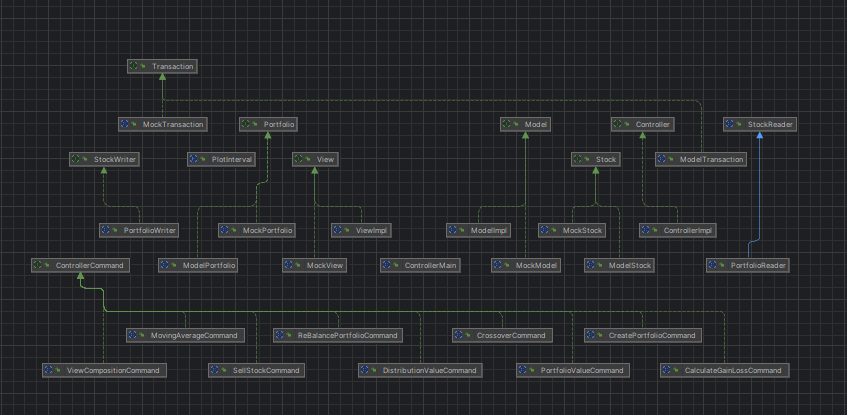 Transaction
MockTransaction
Portfolio
Model
Controller
StockReader
StockWriter
PlotInterval
View
Stock
ModelTransaction
PortfolioWriter
MockPortfolio
ViewImpl
ModelImpl
MockStock
ControllerImpl
ControllerCommand
ModelPortfolio
MockView
ControllerMain
MockModel
ModelStock
PortfolioReader
MovingAverageCommand
ReBalancePortfolioCommand
CrossoverCommand
CreatePortfolioCommand
ViewCompositionCommand
SellStockCommand
DistributionValueCommand
PortfolioValueCommand
CalculateGainLossCommand